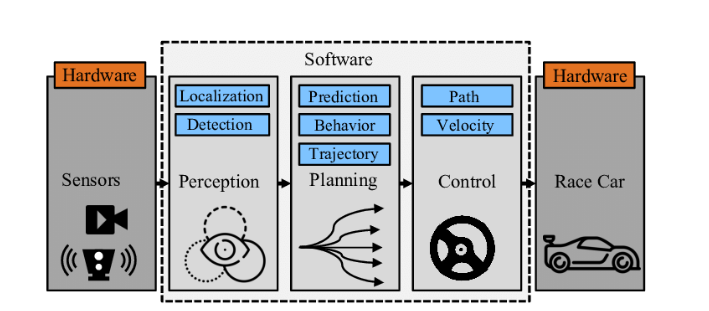 Software
Hardware
Hardware
Localization
Detection
Prediction
Behavior
Trajectory
Path
Velocity
Sensors
Perception
Planning
Control
Race Car